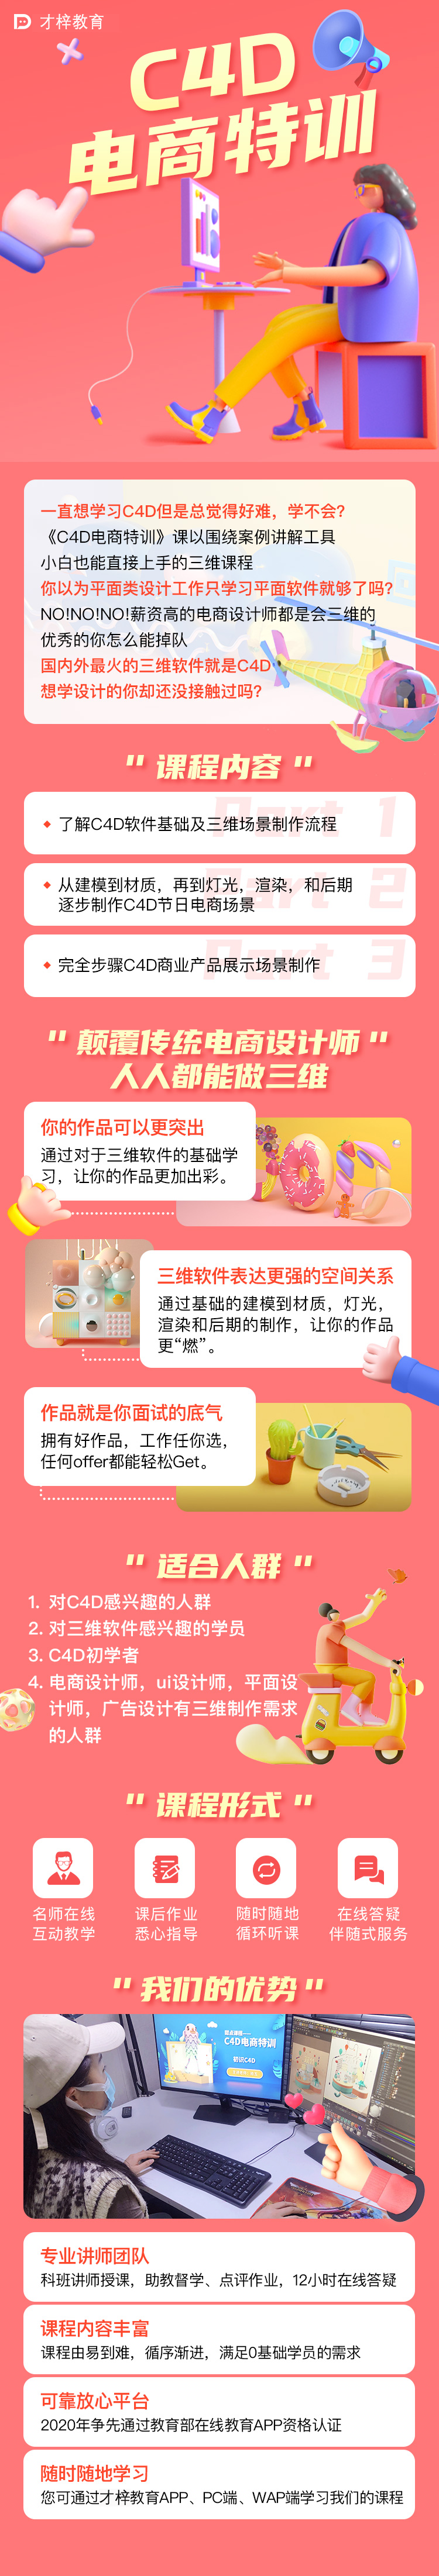 才梓教育
C4D
电商特训
一直想学习C4D但是总觉得好难，学不会?
《C4D电商特训》课以围绕案例讲解工具
小白也能直接上手的三维课程
你以为平面类设计工作只学习平面软件就够了吗?
NO!NO!NO!薪资高的电商设计师都是会三维的
优秀的你怎么能掉队
国内外最火的三维软件就是C4D
想学设计的你却还没接触过吗?
"课程内容"
Part 1
了解C4D软件基础及三维场景制作流程
Part 2
从建模到材质，再到灯光，渲染，和后期
逐步制作C4D节日电商场景
Part 3
完全步骤C4D商业产品展示场景制作
"颠覆传统电商设计师"
人人都能做三维
你的作品可以更突出
通过对于三维软件的基础学
习，让你的作品更加出彩。
三维软件表达更强的空间关系
通过基础的建模到材质，灯光，
渲染和后期的制作，让你的作品
更“燃”。
作品就是你面试的底气
拥有好作品，工作任你选，
任何offer都能轻松Get。
"适合人群"
1. 对C4D感兴趣的人群
2. 对三维软件感兴趣的学员
3. C4D初学者
4. 电商设计师，ui设计师，平面设
计师，广告设计有三维制作需求
的人群
"课程形式"
名师在线
互动教学
课后作业
悉心指导
随时随地
循环听课
在线答疑
伴随式服务
"我们的优势"
C4D电商特训
初识C4D
专业讲师团队
科班讲师授课，助教督学、点评作业，12小时在线答疑
课程内容丰富
课程由易到难，循序渐进，满足0基础学员的需求
可靠放心平台
2020年争先通过教育部在线教育APP资格认证
随时随地学习
您可通过才梓教育APP、PC端、WAP端学习我们的课程